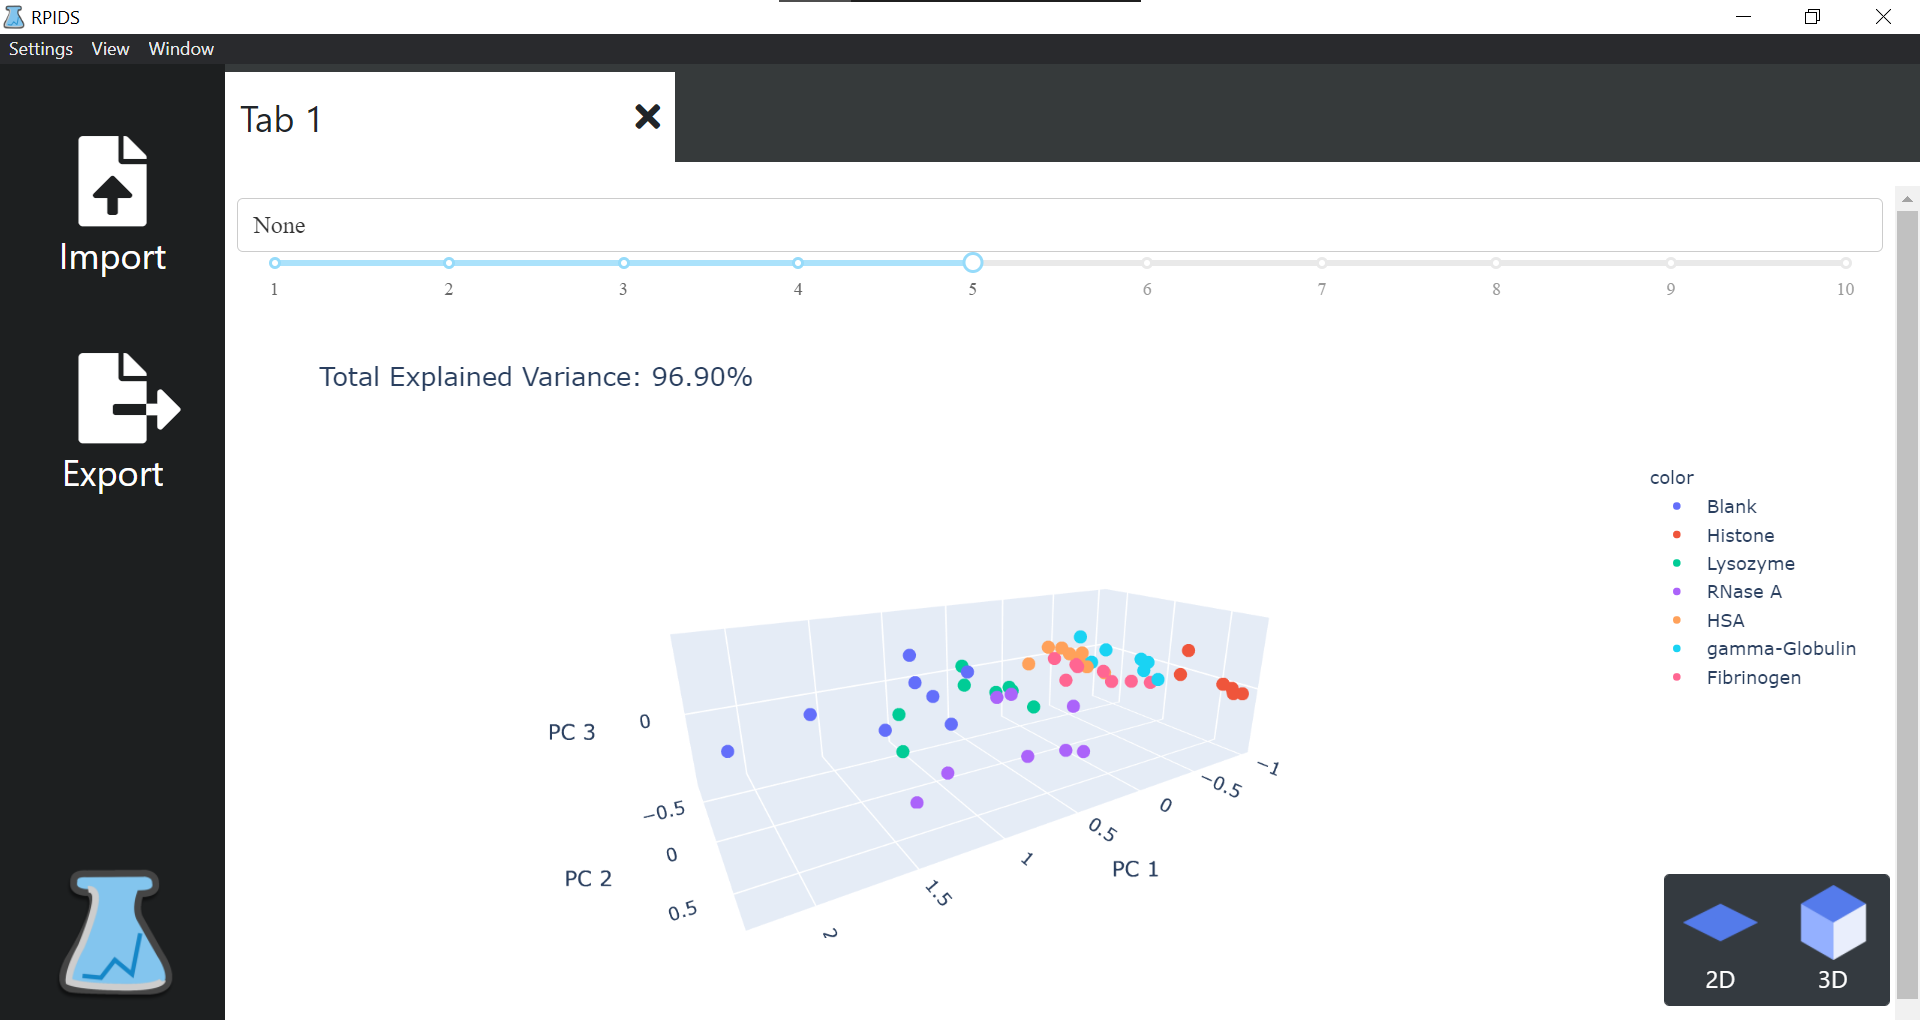 RPIDS
Settings View Window
Tab 1
Import
Export
None
1 2 3 4 5 6 7 8 9 10
Total Explained Variance: 96.90%
color
Blank
Histone
Lysozyme
RNase A
HSA
gamma-Globulin
Fibrinogen
PC 3
0
−0.5
0
0.5
PC 2
2
1.5
1
0.5
0
−0.5
−1
PC 1
2D
3D